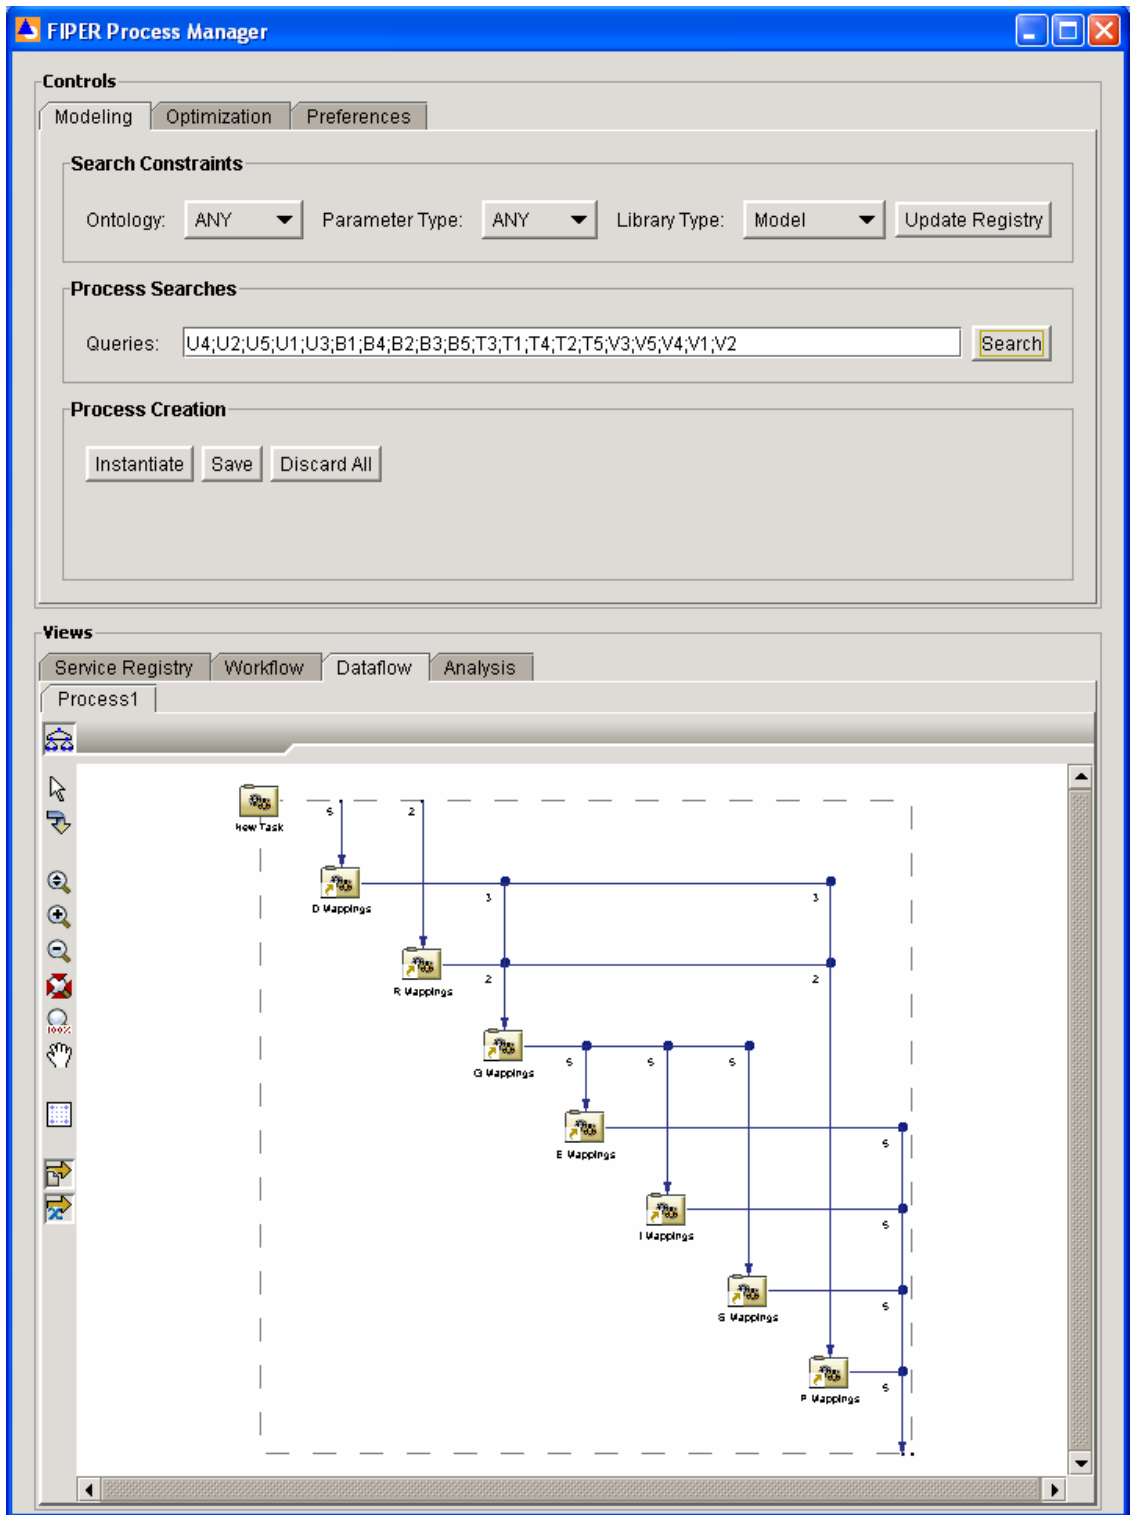 FIPER Process Manager
Controls
Modeling Optimization Preferences
Search Constraints
Ontology: ANY Parameter Type: ANY Library Type: Model Update Registry
Process Searches
Queries: U4;U2;U5;U1;U3;B1;B4;B2;B3;B5;T3;T1;T4;T2;T5;V3;V5;V4;V1;V2 Search
Process Creation
Instantiate Save Discard All
Views
Service Registry Workflow Dataflow Analysis
Process1
New Task
5 2
D Mappings
3 3
R Mappings
2 2
G Mappings
5 5 5
E Mappings
5
I Mappings
5
S Mappings
5
P Mappings
5
100%